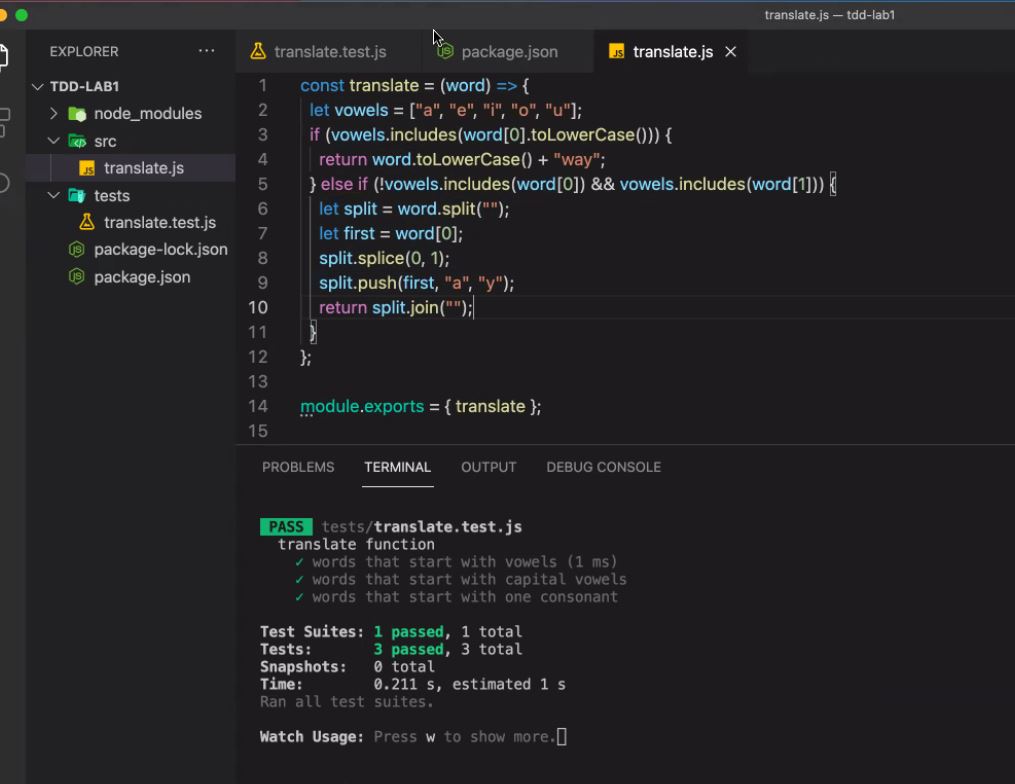 translate.js — tdd-lab1
EXPLORER
TDD-LAB1
node_modules
src
translate.js
tests
translate.test.js
package-lock.json
package.json
translate.test.js package.json translate.js
1 const translate = (word) => {
2 let vowels = ["a", "e", "i", "o", "u"];
3 if (vowels.includes(word[0].toLowerCase())) {
4 return word.toLowerCase() + "way";
5 } else if (!vowels.includes(word[0]) && vowels.includes(word[1])) {
6 let split = word.split("");
7 let first = word[0];
8 split.splice(0, 1);
9 split.push(first, "a", "y");
10 return split.join("");
11 }
12 };
13
14 module.exports = { translate };
15
PROBLEMS TERMINAL OUTPUT DEBUG CONSOLE
PASS tests/translate.test.js
translate function
✓ words that start with vowels (1 ms)
✓ words that start with capital vowels
✓ words that start with one consonant
Test Suites: 1 passed, 1 total
Tests: 3 passed, 3 total
Snapshots: 0 total
Time: 0.211 s, estimated 1 s
Ran all test suites.
Watch Usage: Press w to show more.